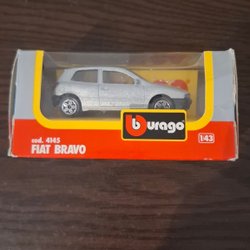 burago
cod. 4145
FIAT BRAVO
1:43